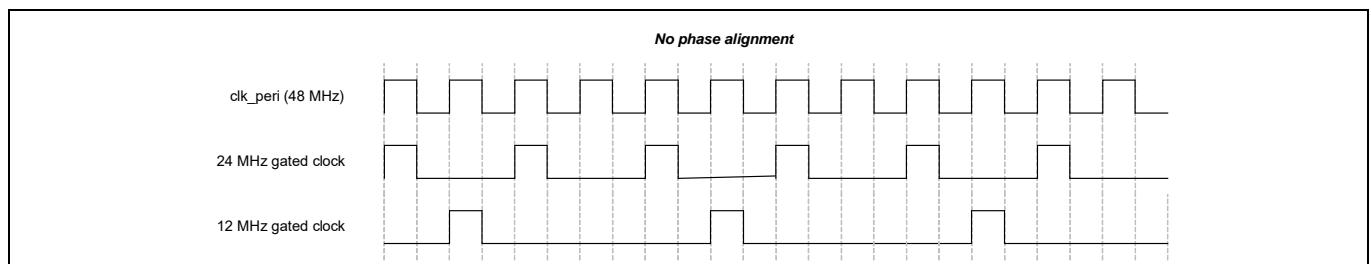 No phase alignment
clk_peri (48 MHz)
24 MHz gated clock
12 MHz gated clock